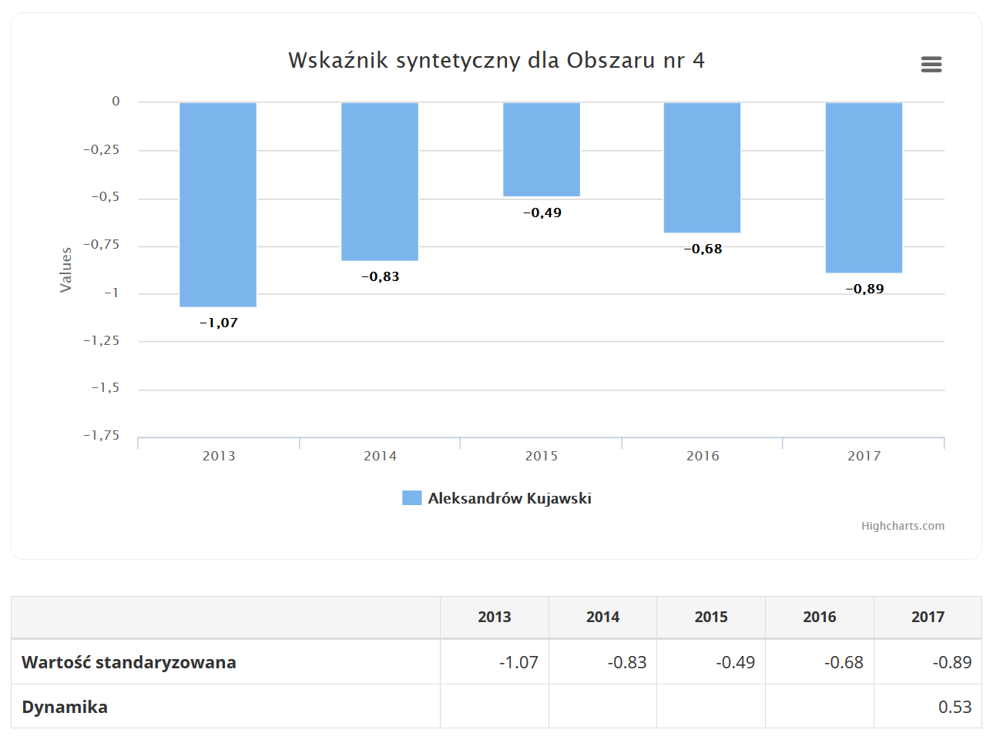 Wskaźnik syntetyczny dla Obszaru nr 4
Values
0
−0,25
−0,5
−0,75
−1
−1,25
−1,5
−1,75
−1,07
−0,83
−0,49
−0,68
−0,89
2013 2014 2015 2016 2017
Aleksandrów Kujawski
Highcharts.com
2013 2014 2015 2016 2017
Wartość standaryzowana -1.07 -0.83 -0.49 -0.68 -0.89
Dynamika 0.53